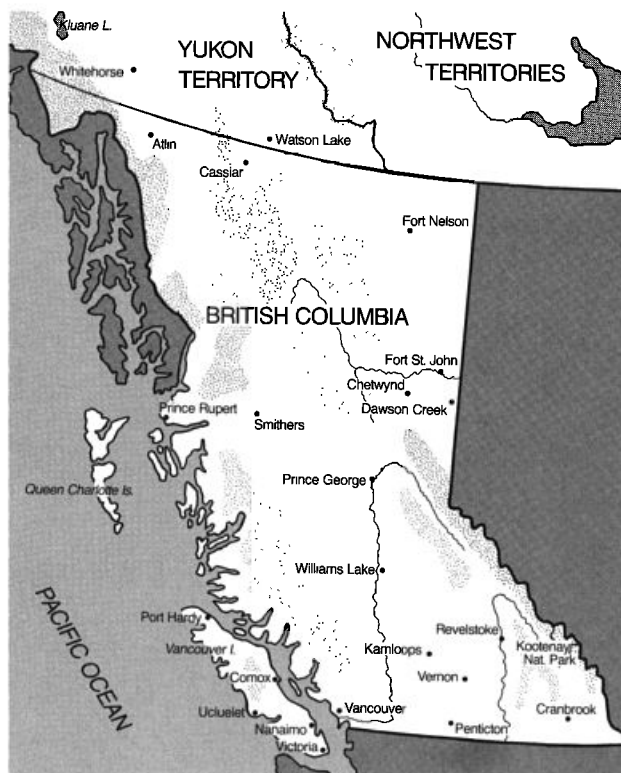 Kluane L.
YUKON
TERRITORY
NORTHWEST
TERRITORIES
Whitehorse
Atlin
Watson Lake
Cassiar
Fort Nelson
BRITISH COLUMBIA
Fort St. John
Chetwynd
Dawson Creek
Prince Rupert
Smithers
Queen Charlotte Is.
Prince George
Williams Lake
PACIFIC OCEAN
Port Hardy
Vancouver I.
Revelstoke
Kamloops
Kootenay
Nat. Park
Comox
Vernon
Ucluelet
Vancouver
Cranbrook
Nanaimo
Penticton
Victoria